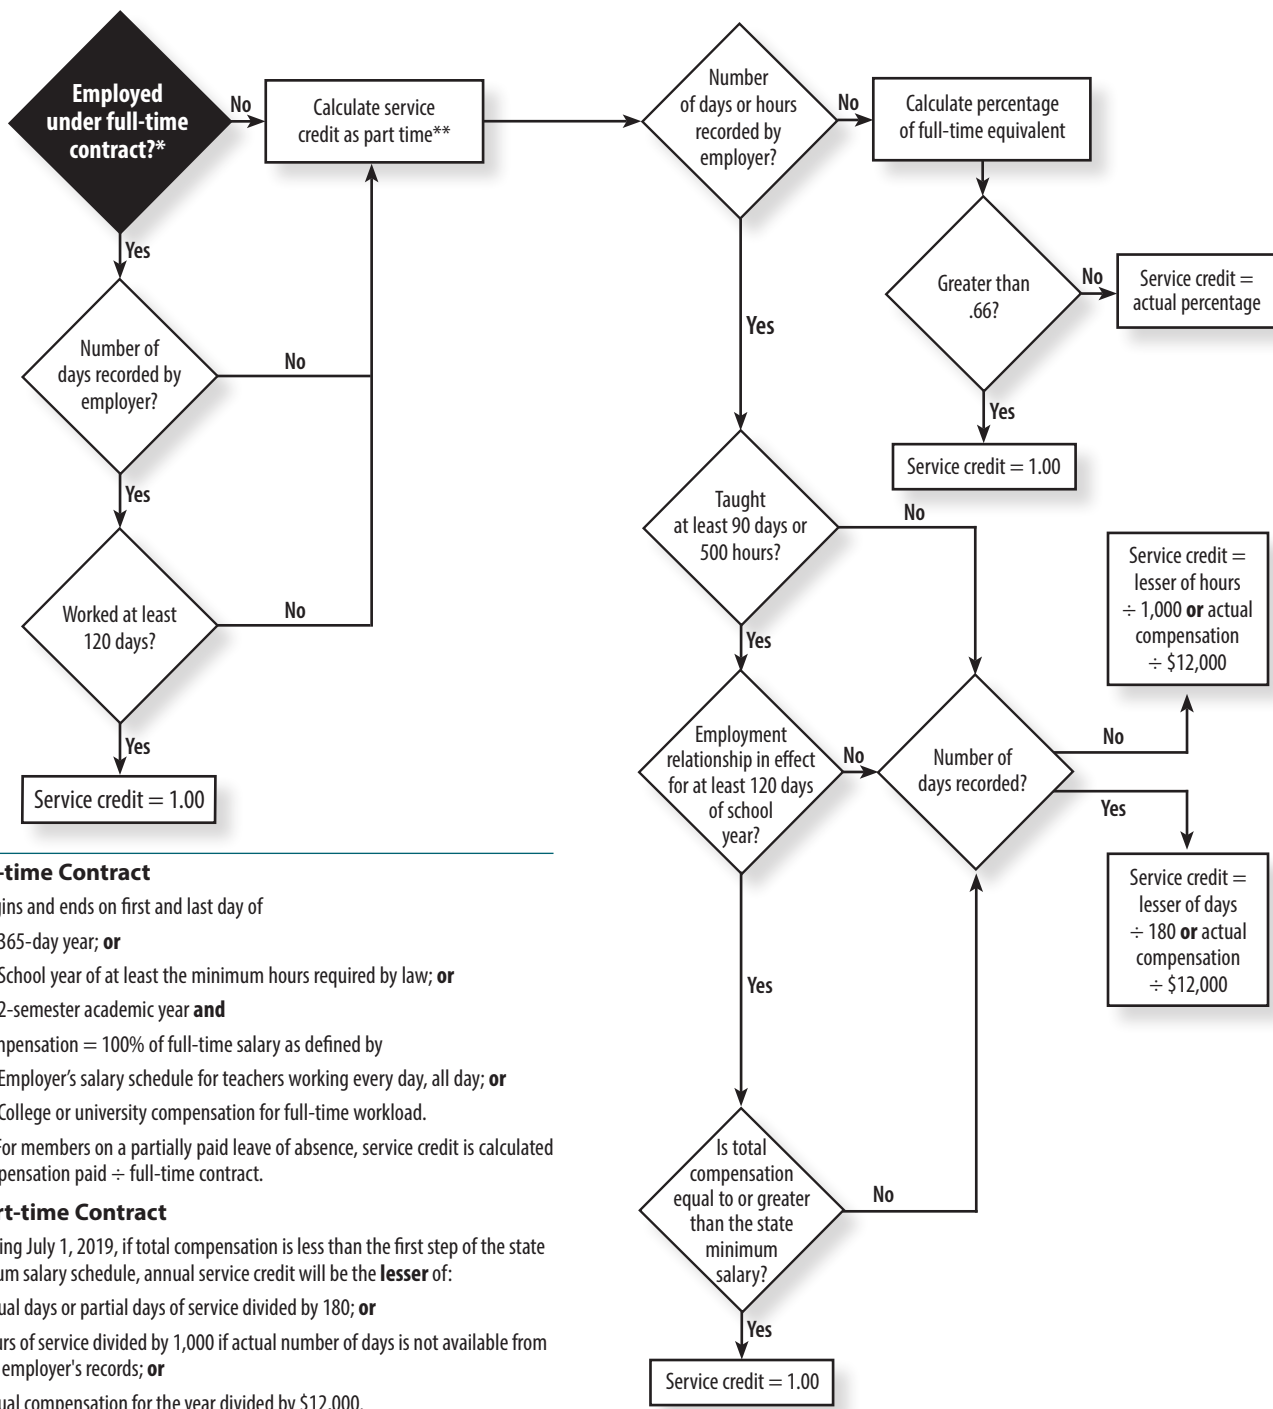 Employed
under full-time
contract?*
No
Calculate service
credit as part time**
Number
of days or hours
recorded by
employer?
No
Calculate percentage
of full-time equivalent
Yes
Greater than
.66?
No
Service credit =
actual percentage
Number of
days recorded by
employer?
No
Yes
Yes
Service credit = 1.00
Yes
Taught
at least 90 days or
500 hours?
No
Worked at least
120 days?
No
Yes
Service credit =
lesser of hours
÷ 1,000 or actual
compensation
÷ $12,000
Employment
relationship in effect
for at least 120 days
of school
year?
No
Number of
days recorded?
No
Yes
Yes
Service credit = 1.00
Service credit =
lesser of days
÷ 180 or actual
compensation
÷ $12,000
Yes
Is total
compensation
equal to or greater
than the state
minimum
salary?
No
Yes
Service credit = 1.00
-time Contract
ins and ends on first and last day of
365-day year; or
School year of at least the minimum hours required by law; or
2-semester academic year and
pensation = 100% of full-time salary as defined by
Employer's salary schedule for teachers working every day, all day; or
College or university compensation for full-time workload.
For members on a partially paid leave of absence, service credit is calculated
pensation paid ÷ full-time contract.
rt-time Contract
ing July 1, 2019, if total compensation is less than the first step of the state
um salary schedule, annual service credit will be the lesser of:
ual days or partial days of service divided by 180; or
urs of service divided by 1,000 if actual number of days is not available from
employer's records; or
ual compensation for the year divided by $12,000.